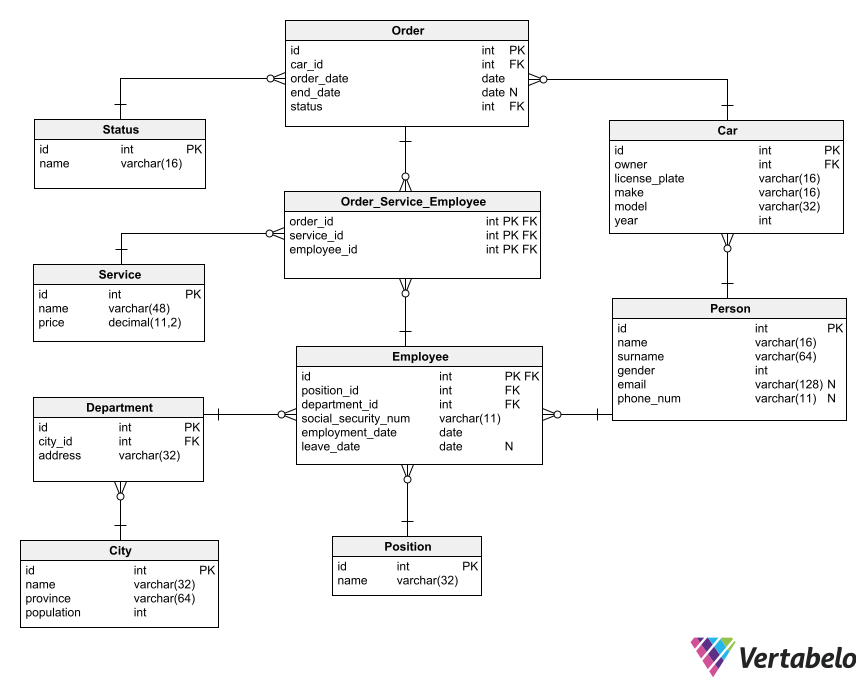 Order
id int PK
car_id int FK
order_date date
end_date date N
status int FK
Status
id int PK
name varchar(16)
Car
id int PK
owner int FK
license_plate varchar(16)
make varchar(16)
model varchar(32)
year int
Order_Service_Employee
order_id int PK FK
service_id int PK FK
employee_id int PK FK
Service
id int PK
name varchar(48)
price decimal(11,2)
Person
id int PK
name varchar(16)
surname varchar(64)
gender int
email varchar(128) N
phone_num varchar(11) N
Employee
id int PK FK
position_id int FK
department_id int FK
social_security_num varchar(11)
employment_date date
leave_date date N
Department
id int PK
city_id int FK
address varchar(32)
City
id int PK
name varchar(32)
province varchar(64)
population int
Position
id int PK
name varchar(32)
Vertabelo